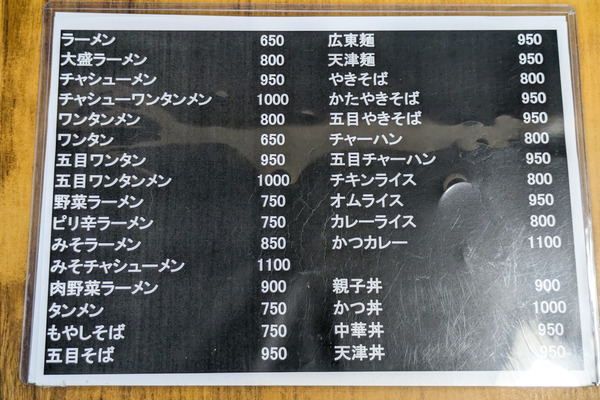 ラーメン 650
大盛ラーメン 800
チャシューメン 950
チャシューワンタンメン 1000
ワンタンメン 800
ワンタン 650
五目ワンタン 950
五目ワンタンメン 1000
野菜ラーメン 750
ピリ辛ラーメン 750
みそラーメン 850
みそチャシューメン 1100
肉野菜ラーメン 900
タンメン 750
もやしそば 750
五目そば 950
広東麺 950
天津麺 950
やきそば 800
かたやきそば 950
五目やきそば 950
チャーハン 800
五目チャーハン 950
チキンライス 800
オムライス 950
カレーライス 800
かつカレー 1100
親子丼 900
かつ丼 1000
中華丼 950
天津丼 950